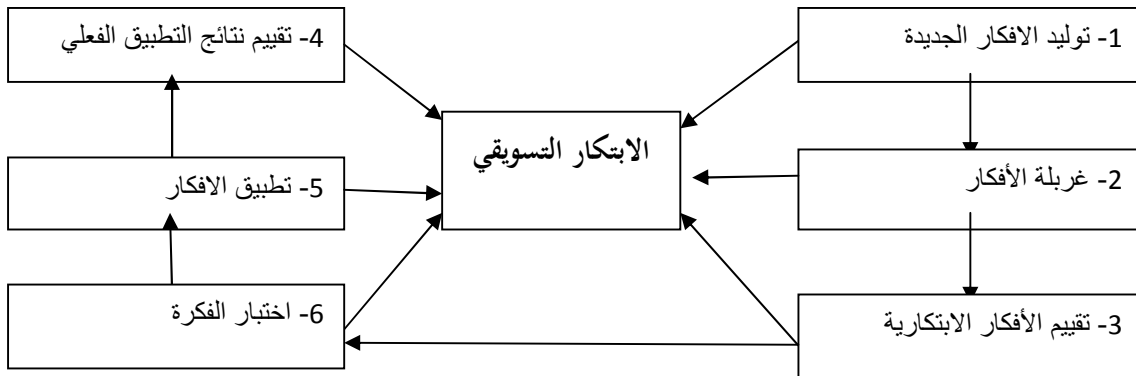 1- توليد الافكار الجديدة
2- غربلة الأفكار
3- تقييم الأفكار الابتكارية
الابتكار التسويقي
4- تقييم نتائج التطبيق الفعلي
5- تطبيق الافكار
6- اختبار الفكرة